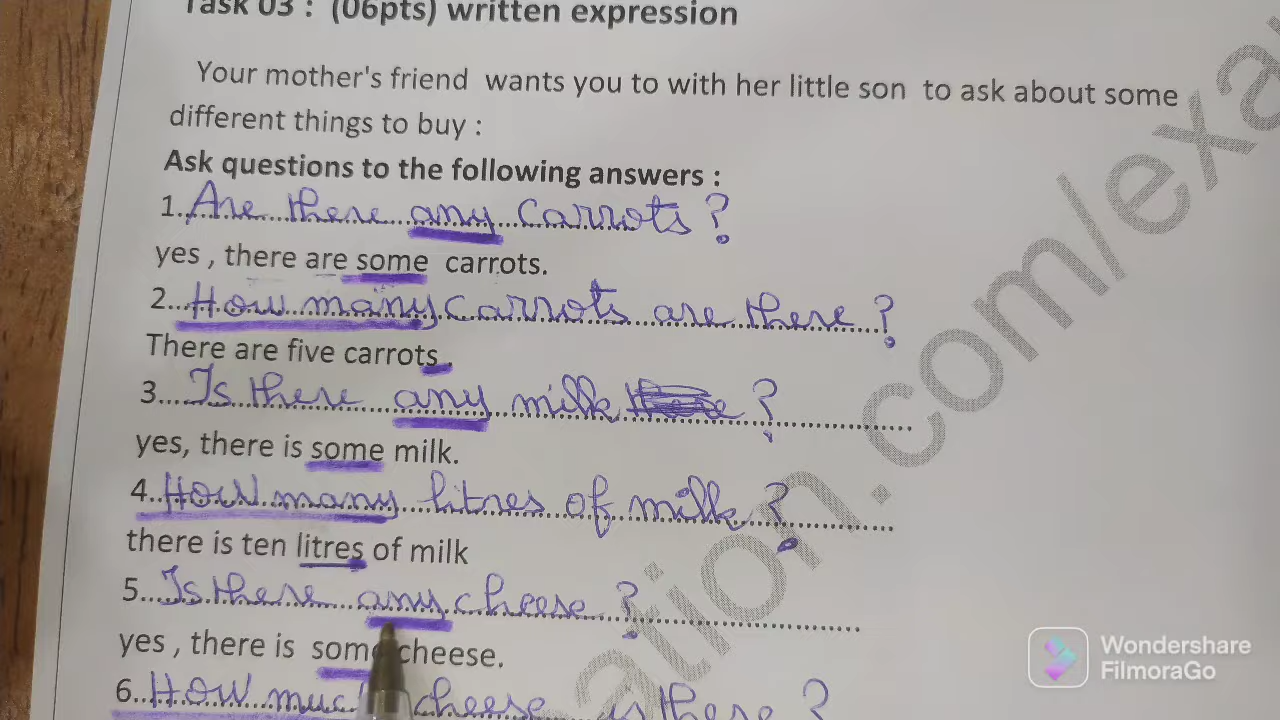 Task 03 : (06pts) written expression
Your mother's friend wants you to with her little son to ask about some
different things to buy :
Ask questions to the following answers :
1. Are there any carrots ?
yes , there are some carrots.
2... How many carrots are there ?
There are five carrots .
3.... Is there any milk ?
yes, there is some milk.
4.. How many litres of milk ?
there is ten litres of milk
5... Is there any cheese ?
yes , there is some cheese.
6.. How much cheese is there ?
ation.com/exa
Wondershare
FilmoraGo